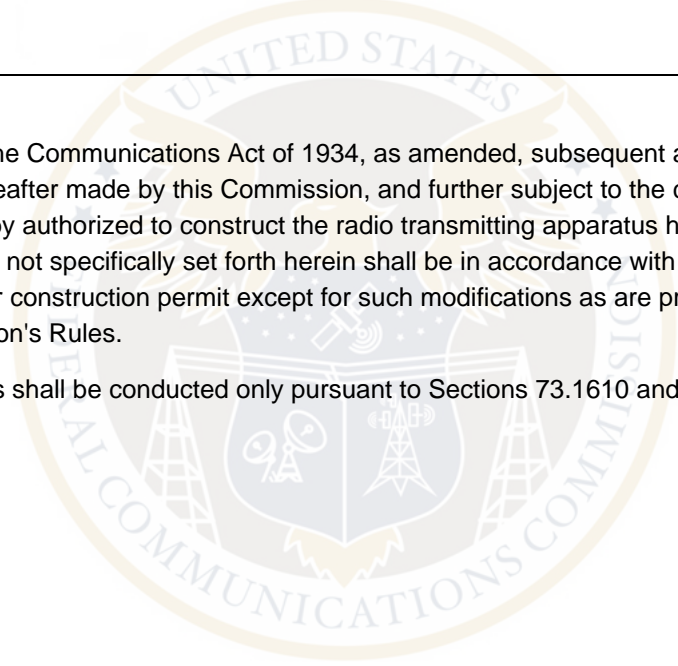 UNITED STATES
he Communications Act of 1934, as amended, subsequent a
eafter made by this Commission, and further subject to the
by authorized to construct the radio transmitting apparatus h
not specifically set forth herein shall be in accordance with
r construction permit except for such modifications as are pr
on's Rules.
s shall be conducted only pursuant to Sections 73.1610 and
FEDERAL COMMUNICATIONS COMMISSION